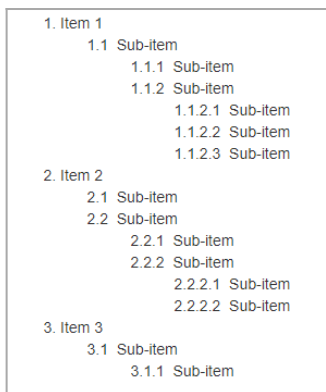 1. Item 1
1.1 Sub-item
1.1.1 Sub-item
1.1.2 Sub-item
1.1.2.1 Sub-item
1.1.2.2 Sub-item
1.1.2.3 Sub-item
2. Item 2
2.1 Sub-item
2.2 Sub-item
2.2.1 Sub-item
2.2.2 Sub-item
2.2.2.1 Sub-item
2.2.2.2 Sub-item
3. Item 3
3.1 Sub-item
3.1.1 Sub-item